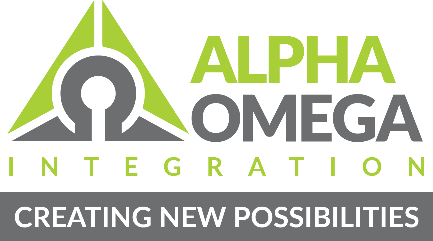 ALPHA
OMEGA
INTEGRATION
CREATING NEW POSSIBILITIES